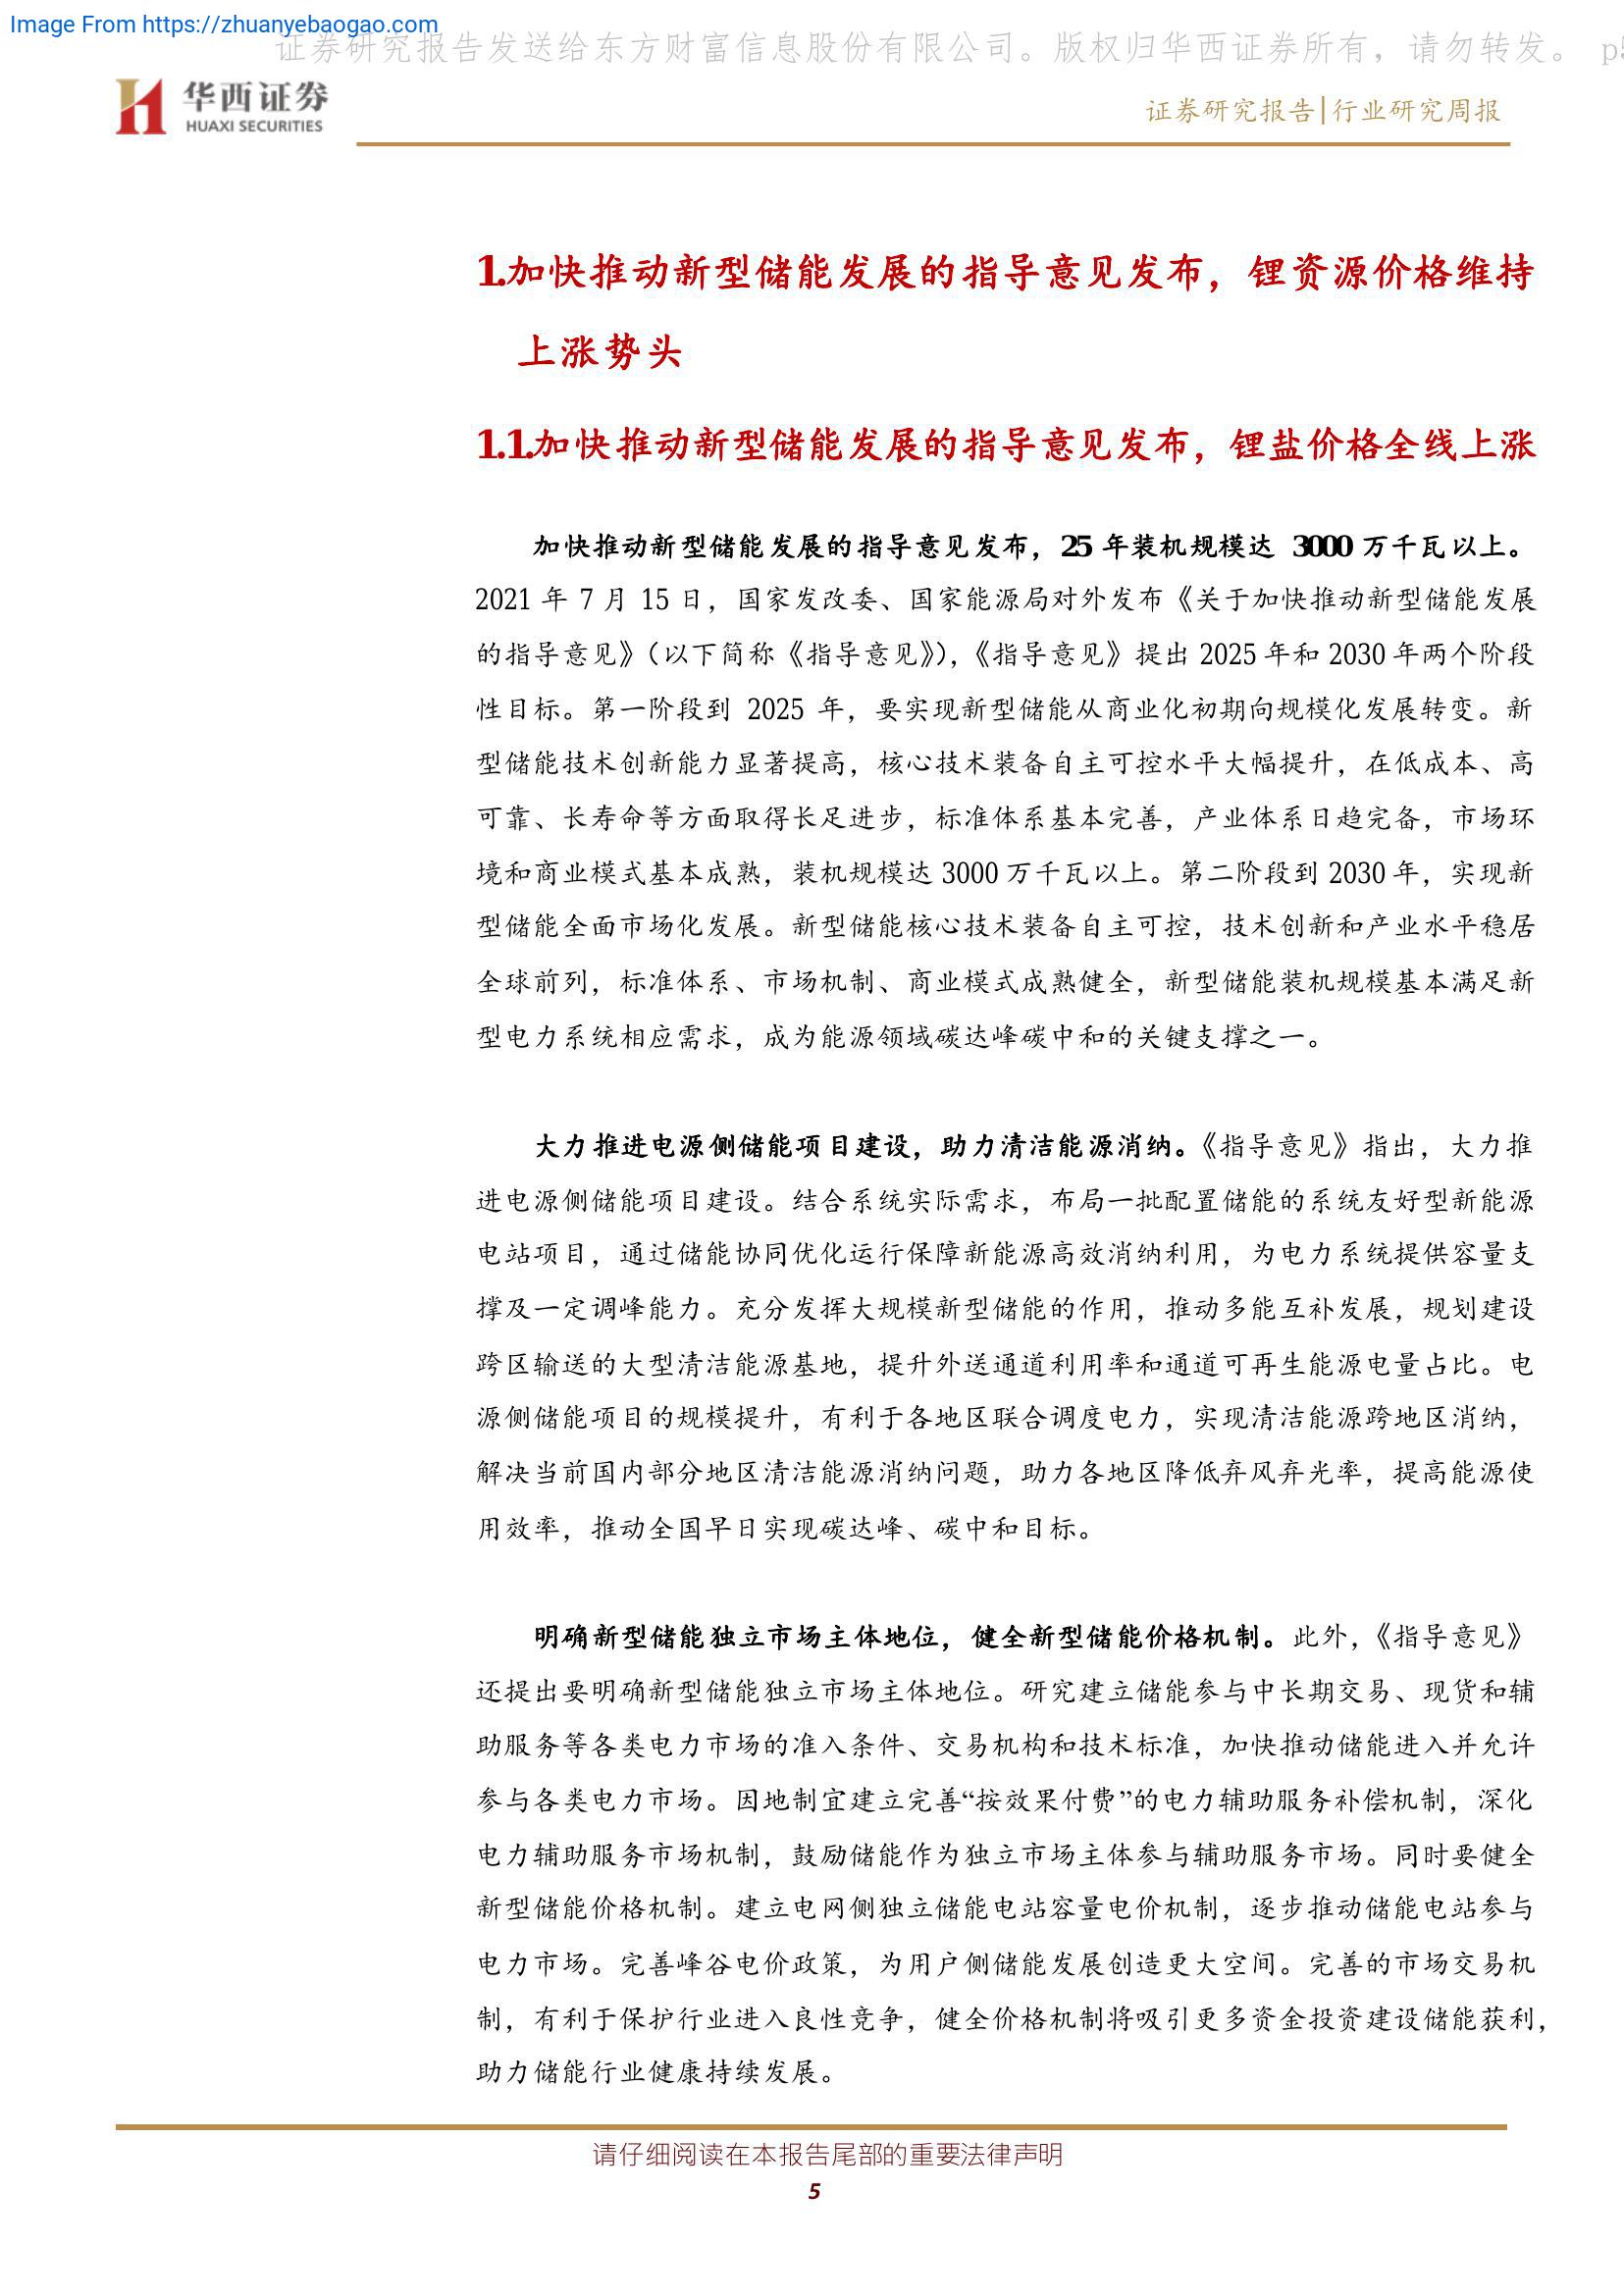 Image From https://zhuanyebaogao.com
证券研究报告发送给东方财富信息股份有限公司。版权归华西证券所有，请勿转发。 p5
华西证券
HUAXI SECURITIES
证券研究报告|行业研究周报
1.加快推动新型储能发展的指导意见发布，锂资源价格维持
上涨势头
1.1.加快推动新型储能发展的指导意见发布，锂盐价格全线上涨
加快推动新型储能发展的指导意见发布，25 年装机规模达 3000 万千瓦以上。
2021 年 7 月 15 日，国家发改委、国家能源局对外发布《关于加快推动新型储能发展
的指导意见》（以下简称《指导意见》），《指导意见》提出 2025 年和 2030 年两个阶段
性目标。第一阶段到 2025 年，要实现新型储能从商业化初期向规模化发展转变。新
型储能技术创新能力显著提高，核心技术装备自主可控水平大幅提升，在低成本、高
可靠、长寿命等方面取得长足进步，标准体系基本完善，产业体系日趋完备，市场环
境和商业模式基本成熟，装机规模达 3000 万千瓦以上。第二阶段到 2030 年，实现新
型储能全面市场化发展。新型储能核心技术装备自主可控，技术创新和产业水平稳居
全球前列，标准体系、市场机制、商业模式成熟健全，新型储能装机规模基本满足新
型电力系统相应需求，成为能源领域碳达峰碳中和的关键支撑之一。
大力推进电源侧储能项目建设，助力清洁能源消纳。《指导意见》指出，大力推
进电源侧储能项目建设。结合系统实际需求，布局一批配置储能的系统友好型新能源
电站项目，通过储能协同优化运行保障新能源高效消纳利用，为电力系统提供容量支
撑及一定调峰能力。充分发挥大规模新型储能的作用，推动多能互补发展，规划建设
跨区输送的大型清洁能源基地，提升外送通道利用率和通道可再生能源电量占比。电
源侧储能项目的规模提升，有利于各地区联合调度电力，实现清洁能源跨地区消纳，
解决当前国内部分地区清洁能源消纳问题，助力各地区降低弃风弃光率，提高能源使
用效率，推动全国早日实现碳达峰、碳中和目标。
明确新型储能独立市场主体地位，健全新型储能价格机制。此外，《指导意见》
还提出要明确新型储能独立市场主体地位。研究建立储能参与中长期交易、现货和辅
助服务等各类电力市场的准入条件、交易机构和技术标准，加快推动储能进入并允许
参与各类电力市场。因地制宜建立完善“按效果付费”的电力辅助服务补偿机制，深化
电力辅助服务市场机制，鼓励储能作为独立市场主体参与辅助服务市场。同时要健全
新型储能价格机制。建立电网侧独立储能电站容量电价机制，逐步推动储能电站参与
电力市场。完善峰谷电价政策，为用户侧储能发展创造更大空间。完善的市场交易机
制，有利于保护行业进入良性竞争，健全价格机制将吸引更多资金投资建设储能获利，
助力储能行业健康持续发展。
请仔细阅读在本报告尾部的重要法律声明
5